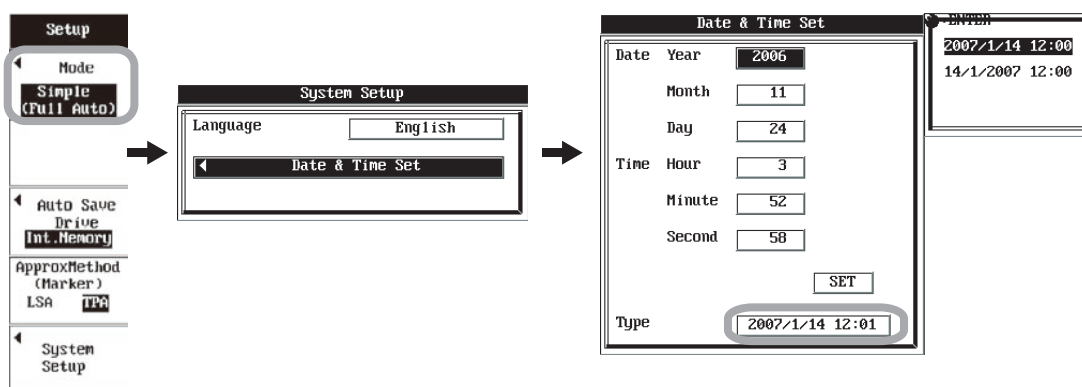 Setup
Mode
Simple
(Full Auto)
Auto Save
Drive
Int.Memory
ApproxMethod
(Marker)
LSA TPA
System
Setup
System Setup
Language English
Date & Time Set
Date & Time Set
Date Year 2006
Month 11
Day 24
Time Hour 3
Minute 52
Second 58
SET
Type 2007/1/14 12:01
:ENTER
2007/1/14 12:00
14/1/2007 12:00